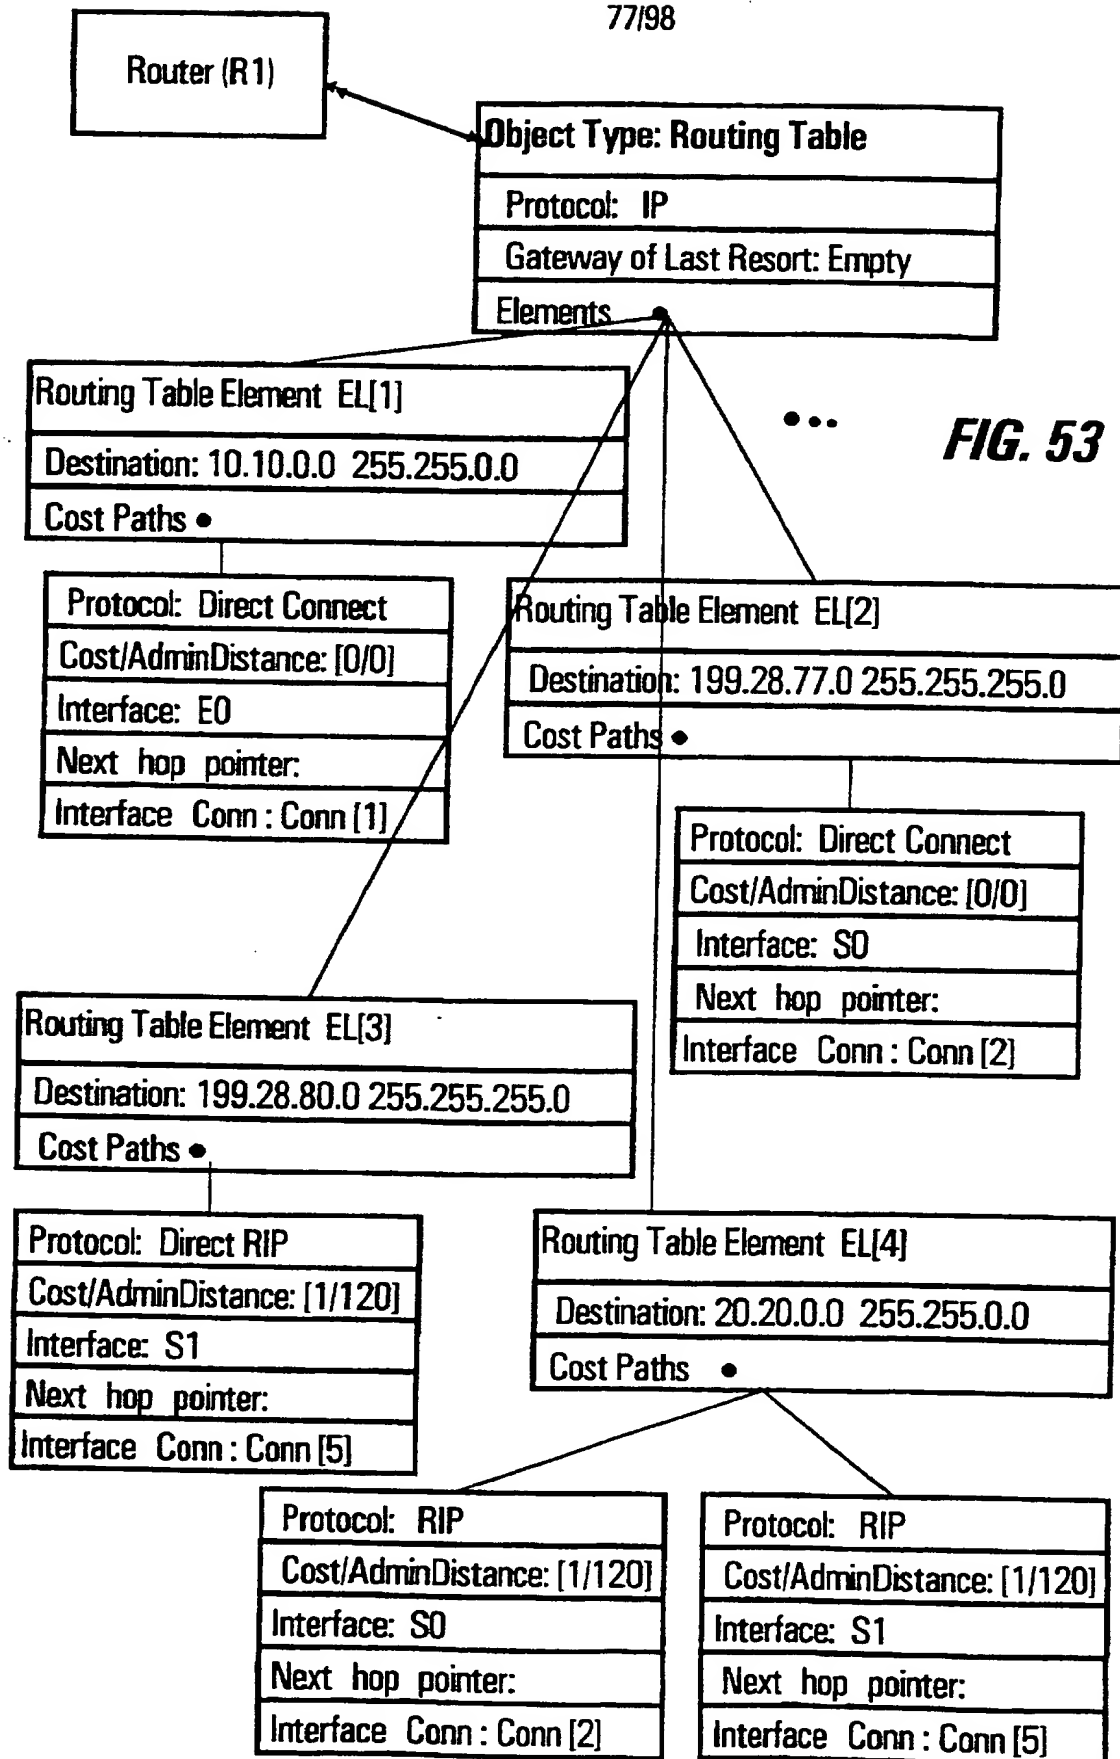 77/98
Router (R1)
Object Type: Routing Table
Protocol: IP
Gateway of Last Resort: Empty
Elements
Routing Table Element EL[1]
Destination: 10.10.0.0 255.255.0.0
Cost Paths
FIG. 53
Protocol: Direct Connect
Cost/AdminDistance: [0/0]
Interface: E0
Next hop pointer:
Interface Conn : Conn [1]
Routing Table Element EL[2]
Destination: 199.28.77.0 255.255.255.0
Cost Paths
Protocol: Direct Connect
Cost/AdminDistance: [0/0]
Interface: S0
Next hop pointer:
Interface Conn : Conn [2]
Routing Table Element EL[3]
Destination: 199.28.80.0 255.255.255.0
Cost Paths
Protocol: Direct RIP
Cost/AdminDistance: [1/120]
Interface: S1
Next hop pointer:
Interface Conn : Conn [5]
Routing Table Element EL[4]
Destination: 20.20.0.0 255.255.0.0
Cost Paths
Protocol: RIP
Cost/AdminDistance: [1/120]
Interface: S0
Next hop pointer:
Interface Conn : Conn [2]
Protocol: RIP
Cost/AdminDistance: [1/120]
Interface: S1
Next hop pointer:
Interface Conn : Conn [5]